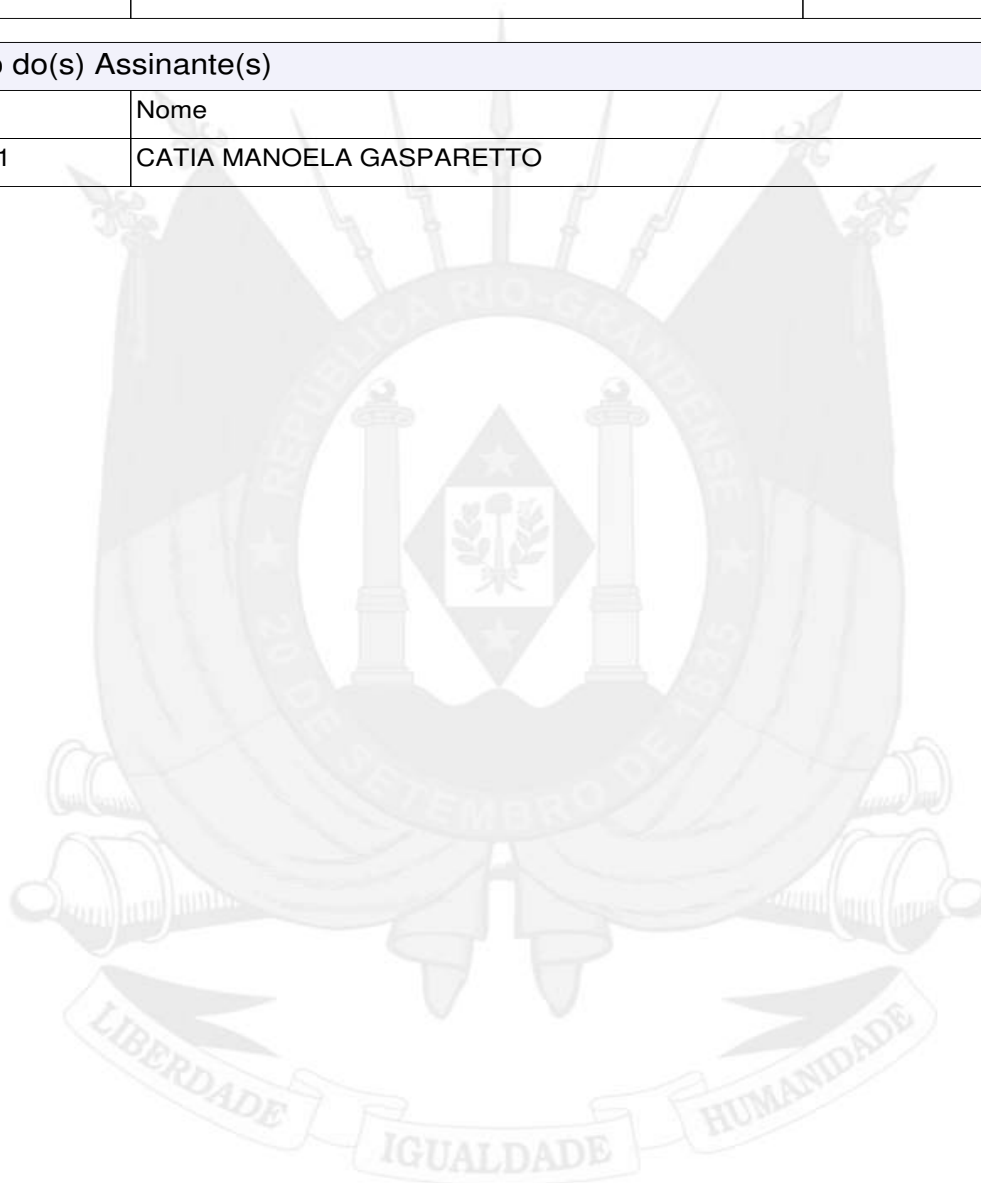 o do(s) Assinante(s)
Nome
1 CATIA MANOELA GASPARETTO
REPUBLICA RIO-GRANDENSE
★ 20 DE SETEMBRO DE 1835 ★
LIBERDADE IGUALDADE HUMANIDADE